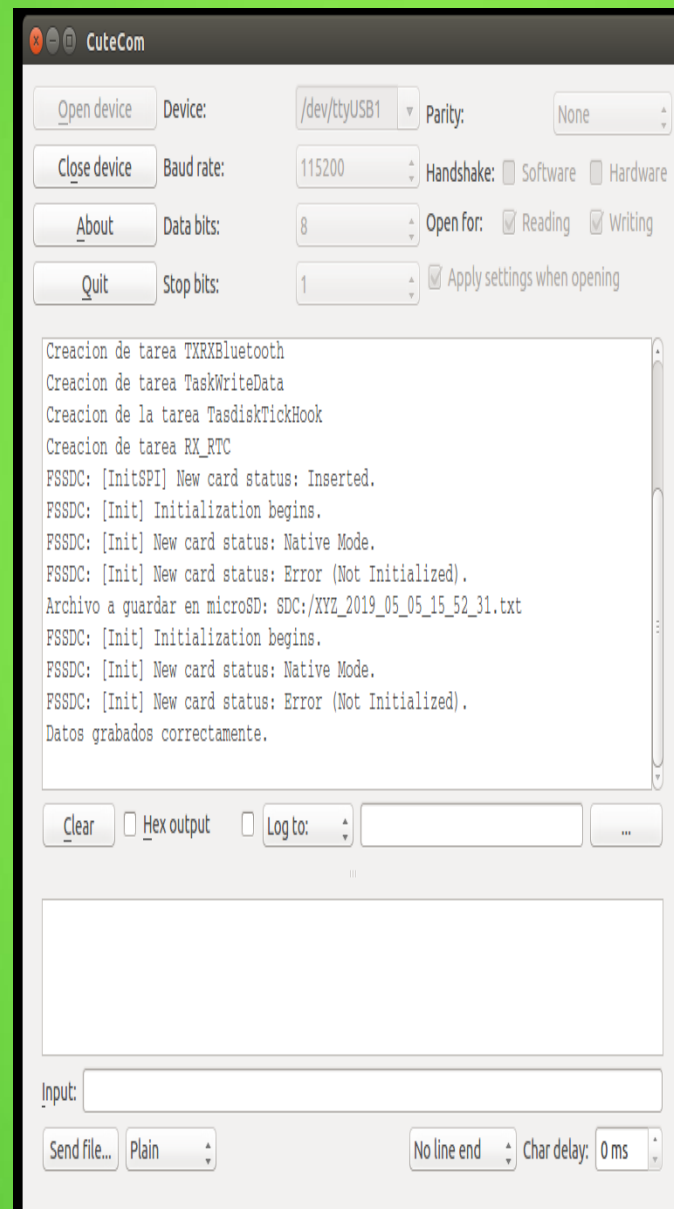 CuteCom
Open device Device: /dev/ttyUSB1 Parity: None
Close device Baud rate: 115200 Handshake: Software Hardware
About Data bits: 8 Open for: Reading Writing
Quit Stop bits: 1 Apply settings when opening
Creacion de tarea TXRXBluetooth
Creacion de tarea TaskWriteData
Creacion de la tarea TasdiskTickHook
Creacion de tarea RX_RTC
FSSDC: [InitSPI] New card status: Inserted.
FSSDC: [Init] Initialization begins.
FSSDC: [Init] New card status: Native Mode.
FSSDC: [Init] New card status: Error (Not Initialized).
Archivo a guardar en microSD: SDC:/XYZ_2019_05_05_15_52_31.txt
FSSDC: [Init] Initialization begins.
FSSDC: [Init] New card status: Native Mode.
FSSDC: [Init] New card status: Error (Not Initialized).
Datos grabados correctamente.
Clear Hex output Log to: ...
Input:
Send file... Plain No line end Char delay: 0 ms